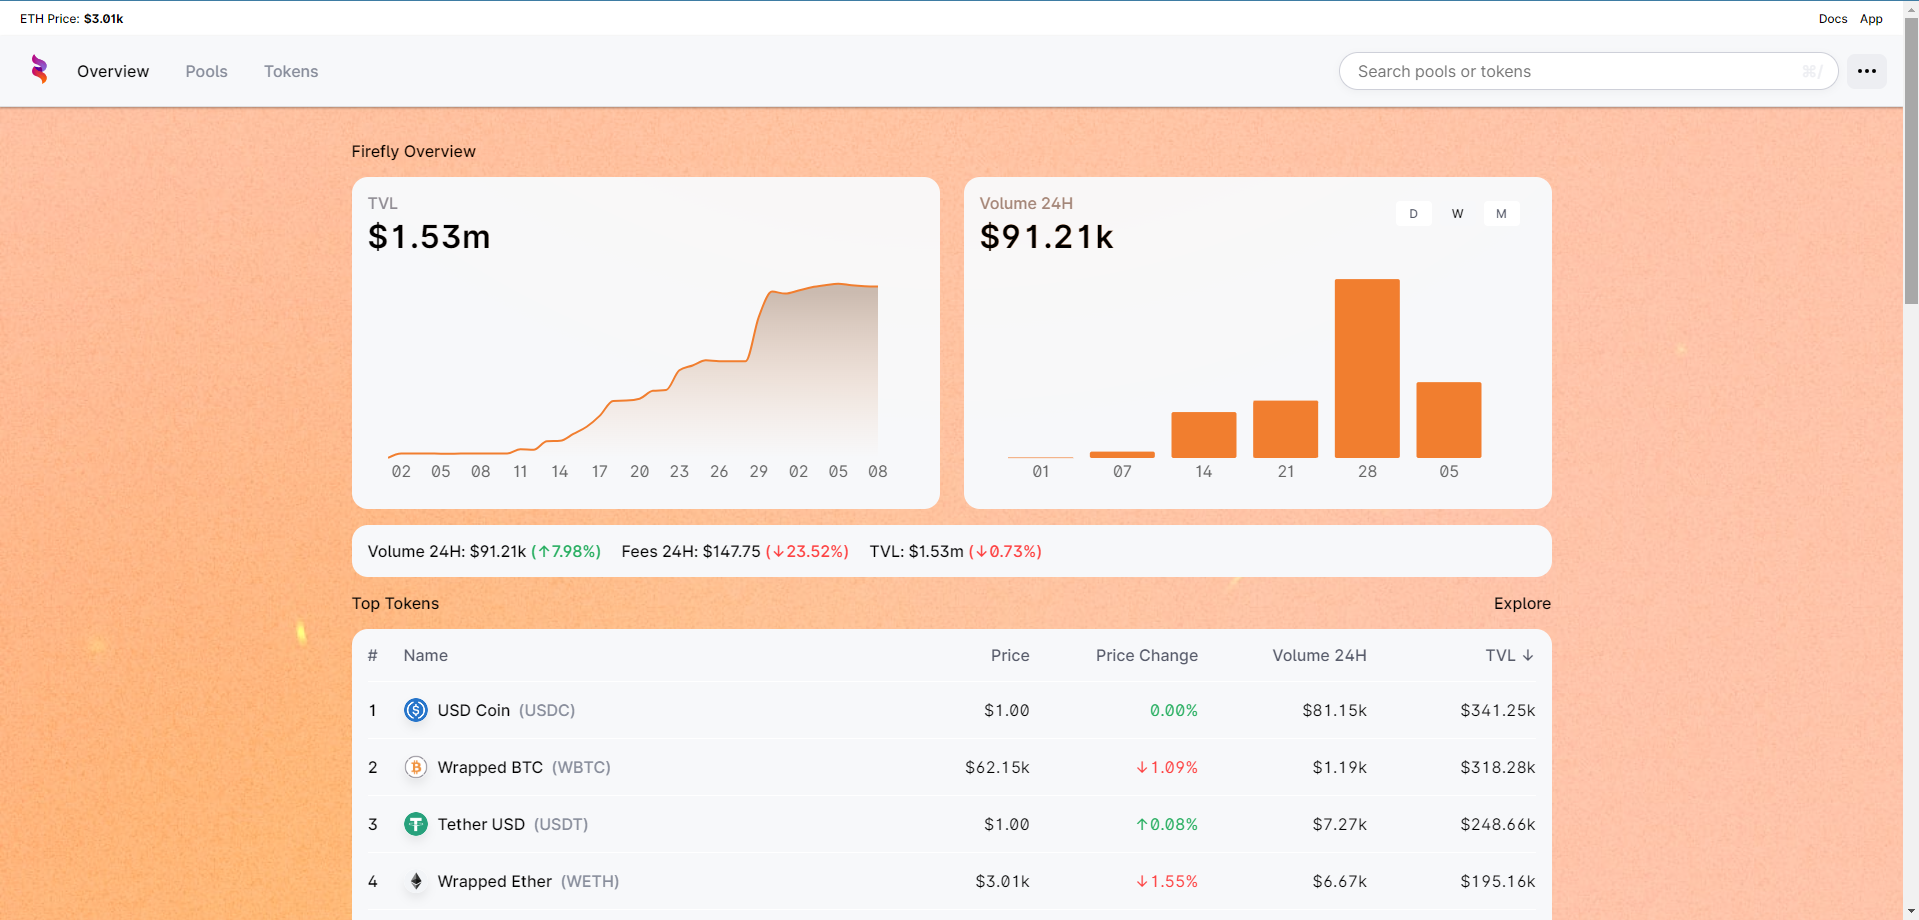 ETH Price: $3.01k Docs App
Overview Pools Tokens Search pools or tokens ⌘/
Firefly Overview
TVL
$1.53m
02 05 08 11 14 17 20 23 26 29 02 05 08
Volume 24H
$91.21k
D W M
01 07 14 21 28 05
Volume 24H: $91.21k (↑7.98%) Fees 24H: $147.75 (↓23.52%) TVL: $1.53m (↓0.73%)
Top Tokens Explore
# Name Price Price Change Volume 24H TVL ↓
1 USD Coin (USDC) $1.00 0.00% $81.15k $341.25k
2 Wrapped BTC (WBTC) $62.15k ↓1.09% $1.19k $318.28k
3 Tether USD (USDT) $1.00 ↑0.08% $7.27k $248.66k
4 Wrapped Ether (WETH) $3.01k ↓1.55% $6.67k $195.16k